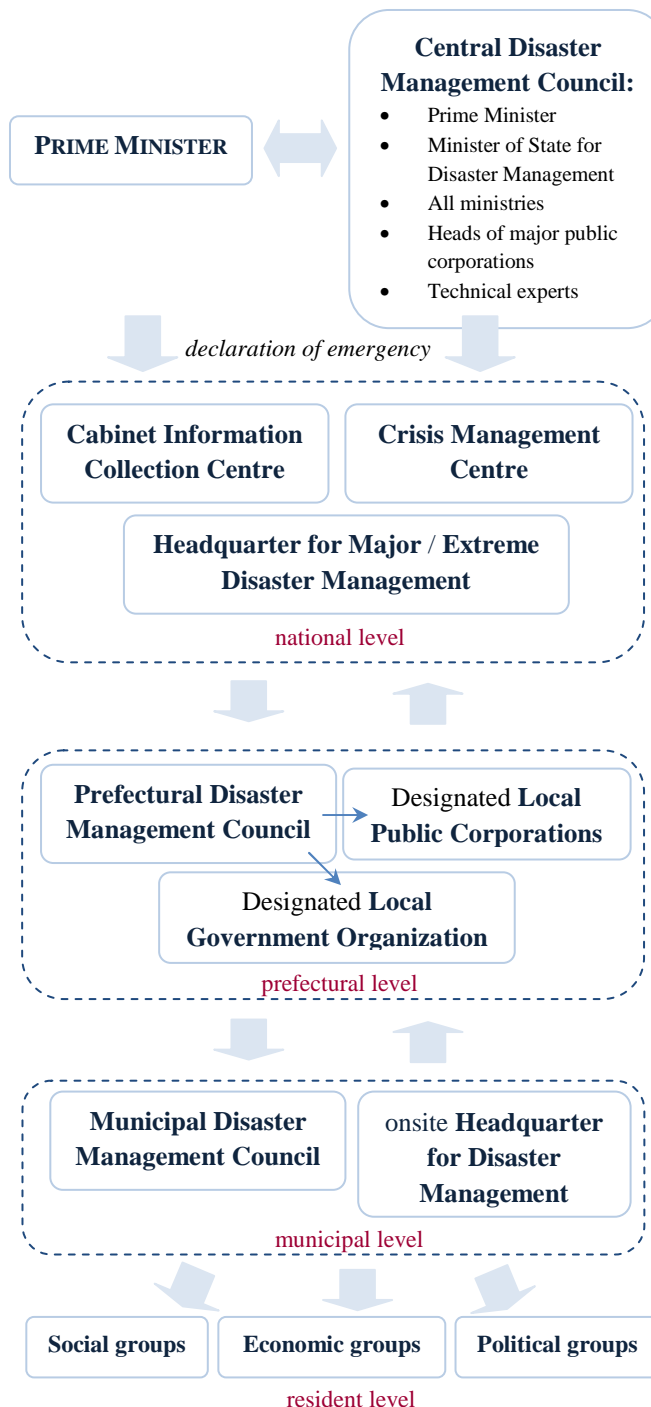 Central Disaster
Management Council:
• Prime Minister
• Minister of State for
Disaster Management
• All ministries
• Heads of major public
corporations
• Technical experts
PRIME MINISTER
declaration of emergency
Cabinet Information
Collection Centre
Crisis Management
Centre
Headquarter for Major / Extreme
Disaster Management
national level
Prefectural Disaster
Management Council
Designated Local
Public Corporations
Designated Local
Government Organization
prefectural level
Municipal Disaster
Management Council
onsite Headquarter
for Disaster
Management
municipal level
Social groups
Economic groups
Political groups
resident level